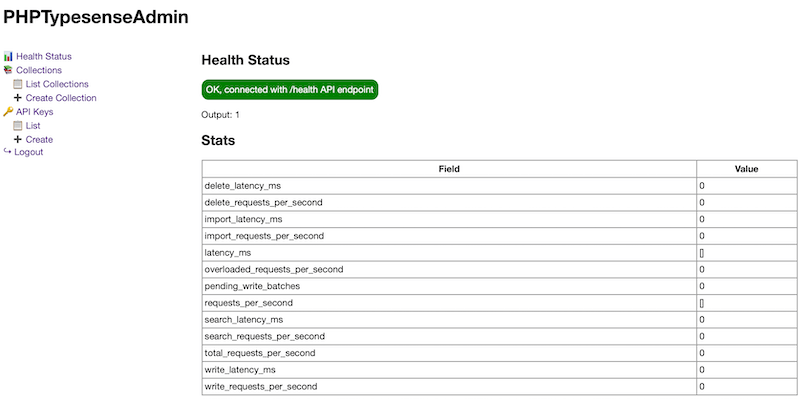 PHPTypesenseAdmin
Health Status
Collections
List Collections
Create Collection
API Keys
List
Create
Logout
Health Status
OK, connected with /health API endpoint
Output: 1
Stats
Field Value
delete_latency_ms 0
delete_requests_per_second 0
import_latency_ms 0
import_requests_per_second 0
latency_ms []
overloaded_requests_per_second 0
pending_write_batches 0
requests_per_second []
search_latency_ms 0
search_requests_per_second 0
total_requests_per_second 0
write_latency_ms 0
write_requests_per_second 0